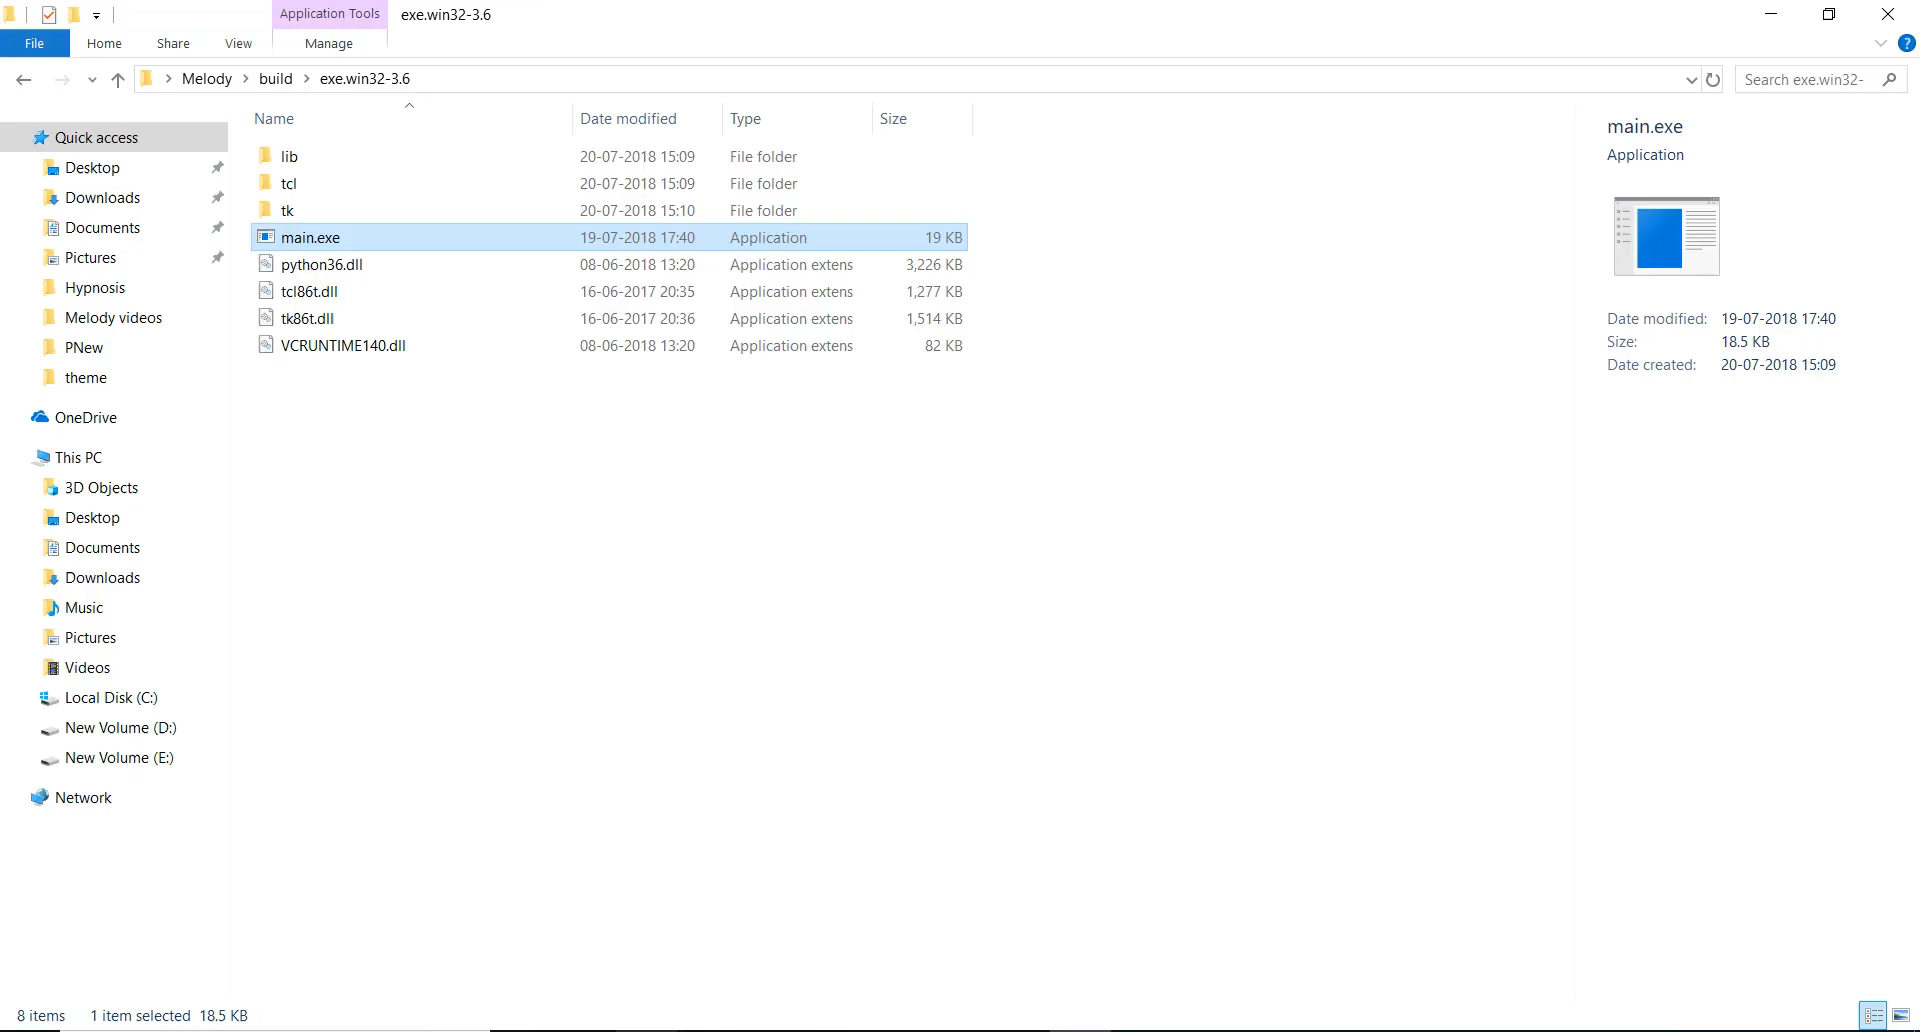 Application Tools exe.win32-3.6
File Home Share View Manage ?
Melody build exe.win32-3.6 Search exe.win32-
Name Date modified Type Size
Quick access
Desktop
Downloads
Documents
Pictures
Hypnosis
Melody videos
PNew
theme
OneDrive
This PC
3D Objects
Desktop
Documents
Downloads
Music
Pictures
Videos
Local Disk (C:)
New Volume (D:)
New Volume (E:)
Network
lib 20-07-2018 15:09 File folder
tcl 20-07-2018 15:09 File folder
tk 20-07-2018 15:10 File folder
main.exe 19-07-2018 17:40 Application 19 KB
python36.dll 08-06-2018 13:20 Application extens 3,226 KB
tcl86t.dll 16-06-2017 20:35 Application extens 1,277 KB
tk86t.dll 16-06-2017 20:36 Application extens 1,514 KB
VCRUNTIME140.dll 08-06-2018 13:20 Application extens 82 KB
main.exe
Application
Date modified: 19-07-2018 17:40
Size: 18.5 KB
Date created: 20-07-2018 15:09
8 items 1 item selected 18.5 KB